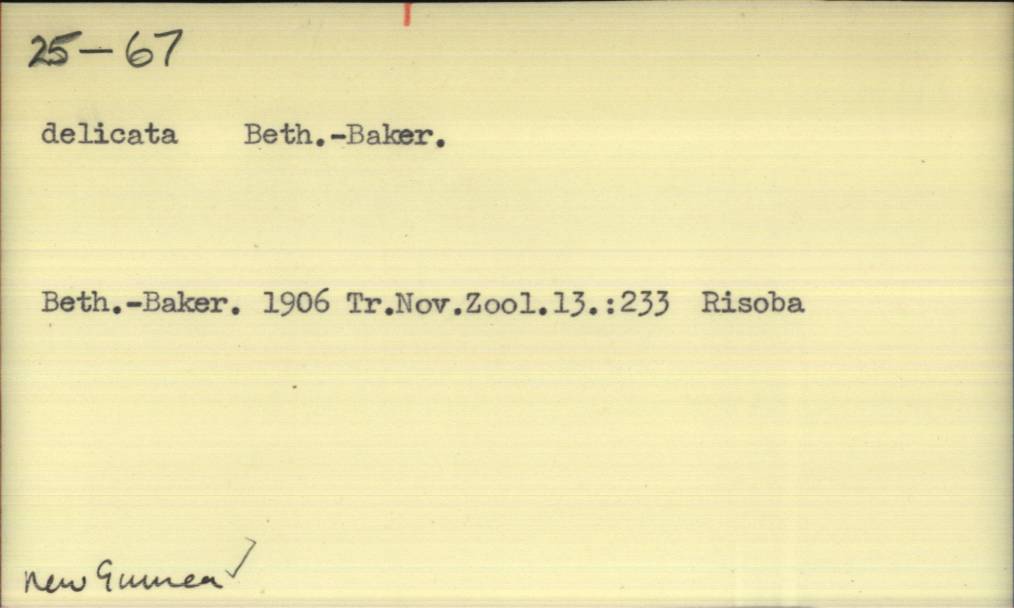 25-67
delicata Beth.-Baker.
Beth.-Baker. 1906 Tr.Nov.Zool.13.:233 Risoba
New Guinea ✓